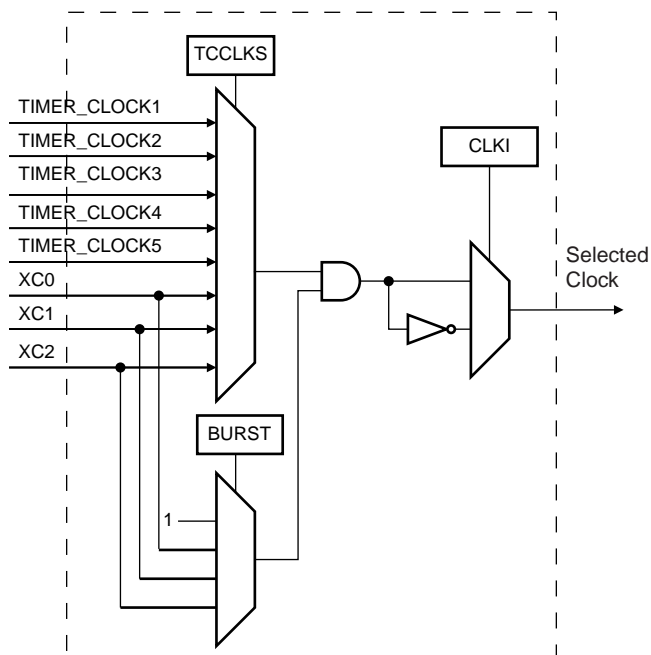 TCCLKS
TIMER_CLOCK1
TIMER_CLOCK2
TIMER_CLOCK3
TIMER_CLOCK4
TIMER_CLOCK5
XC0
XC1
XC2
CLKI
Selected
Clock
BURST
1